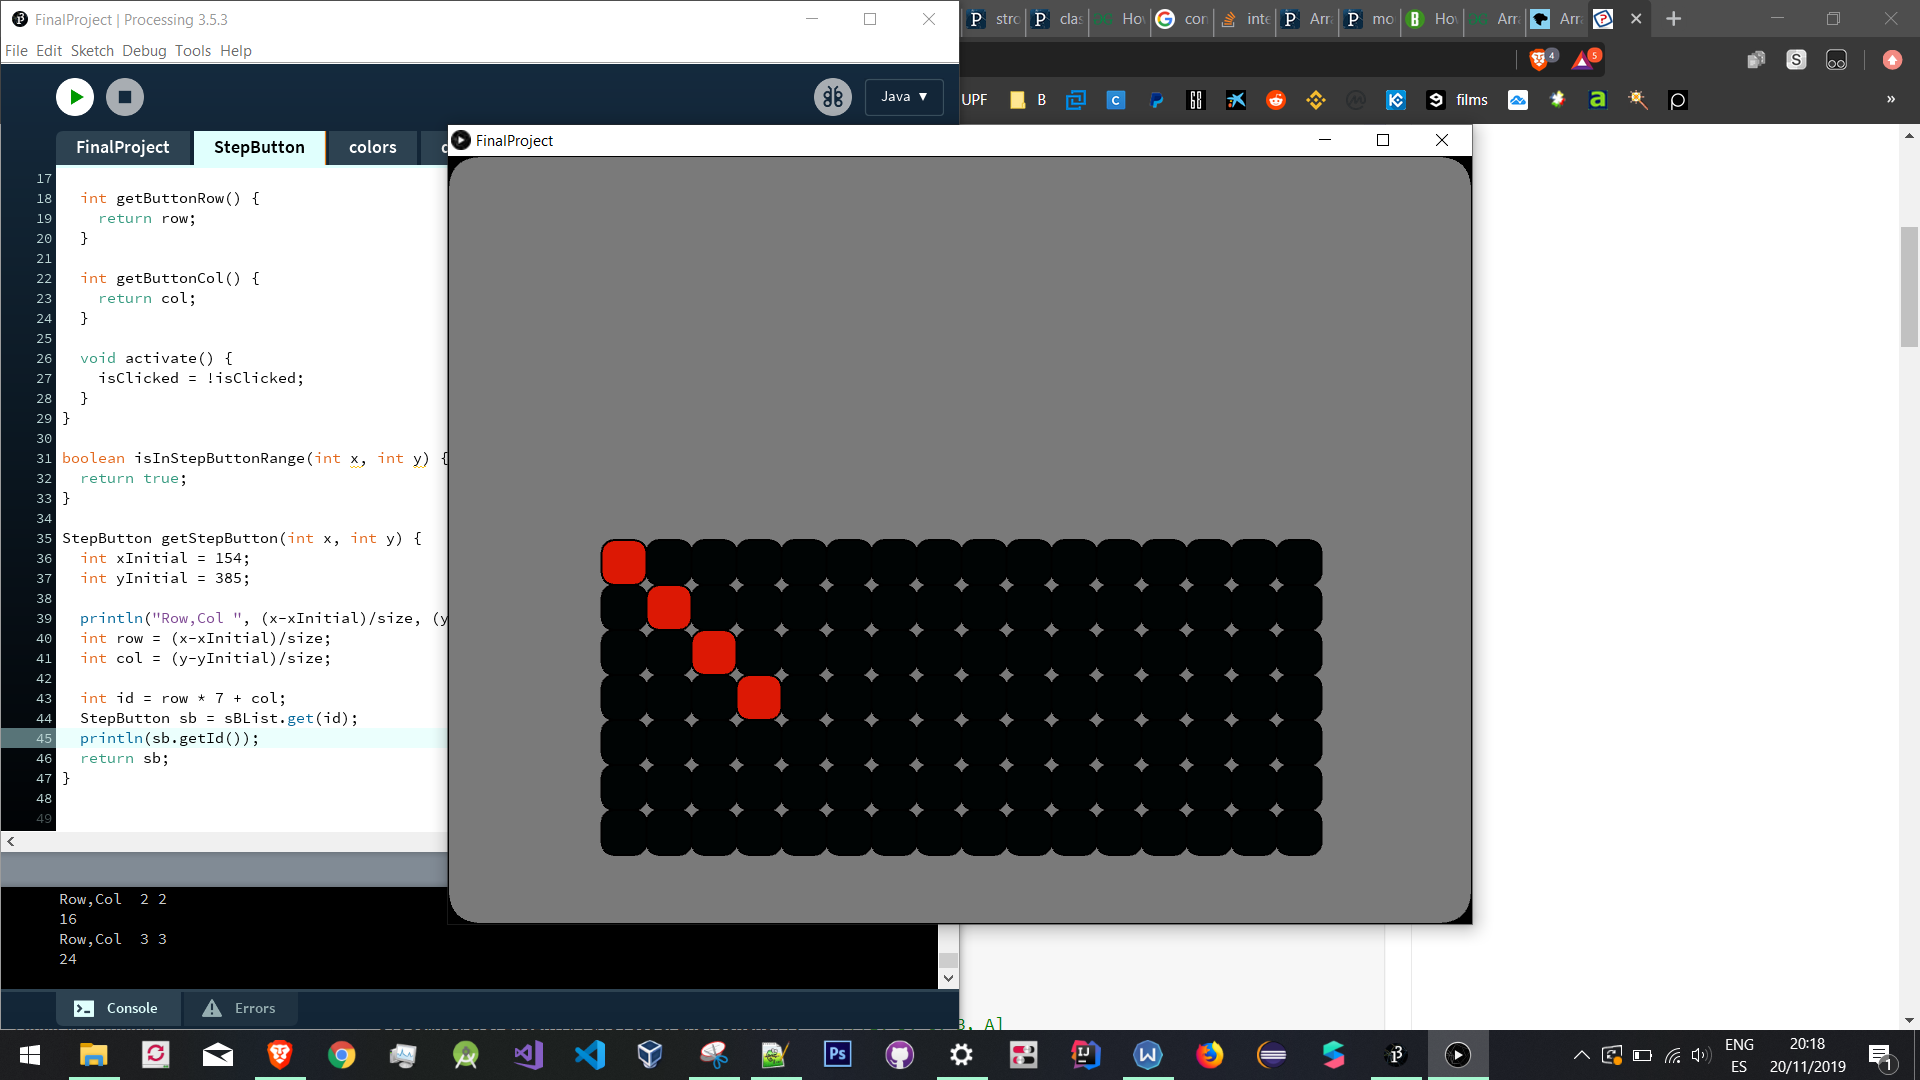 FinalProject | Processing 3.5.3
File Edit Sketch Debug Tools Help
Java ▼
FinalProject StepButton colors
17
18 int getButtonRow() {
19 return row;
20 }
21
22 int getButtonCol() {
23 return col;
24 }
25
26 void activate() {
27 isClicked = !isClicked;
28 }
29 }
30
31 boolean isInStepButtonRange(int x, int y) {
32 return true;
33 }
34
35 StepButton getStepButton(int x, int y) {
36 int xInitial = 154;
37 int yInitial = 385;
38
39 println("Row,Col ", (x-xInitial)/size, (y
40 int row = (x-xInitial)/size;
41 int col = (y-yInitial)/size;
42
43 int id = row * 7 + col;
44 StepButton sb = sBList.get(id);
45 println(sb.getId());
46 return sb;
47 }
48
49
Row,Col 2 2
16
Row,Col 3 3
24
Console Errors
FinalProject
stro clas Ho con inte Arra mo Ho Arr Arr
4 5
UPF B films »
B, A]
ENG
ES
20:18
20/11/2019
1